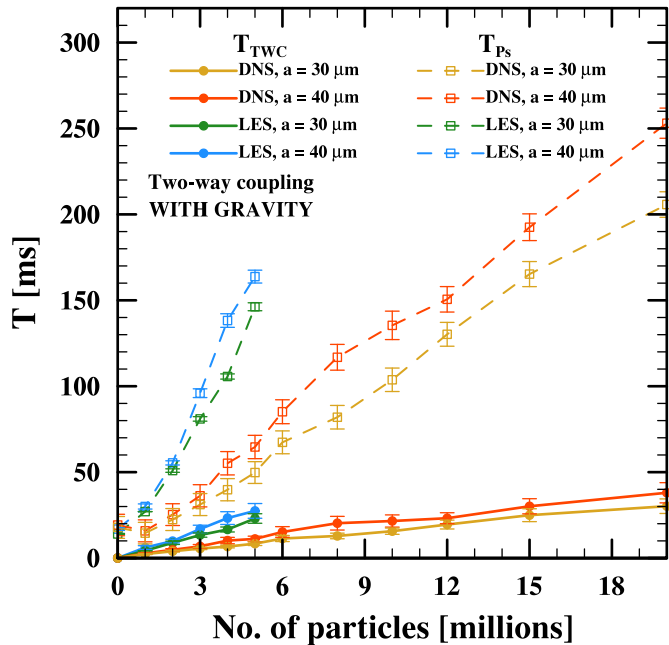 300
250
200
150
100
50
0
T [ms]
T_TWC
DNS, a = 30 μm
DNS, a = 40 μm
LES, a = 30 μm
LES, a = 40 μm
T_Ps
DNS, a = 30 μm
DNS, a = 40 μm
LES, a = 30 μm
LES, a = 40 μm
Two-way coupling
WITH GRAVITY
0 3 6 9 12 15 20
No. of particles [millions]